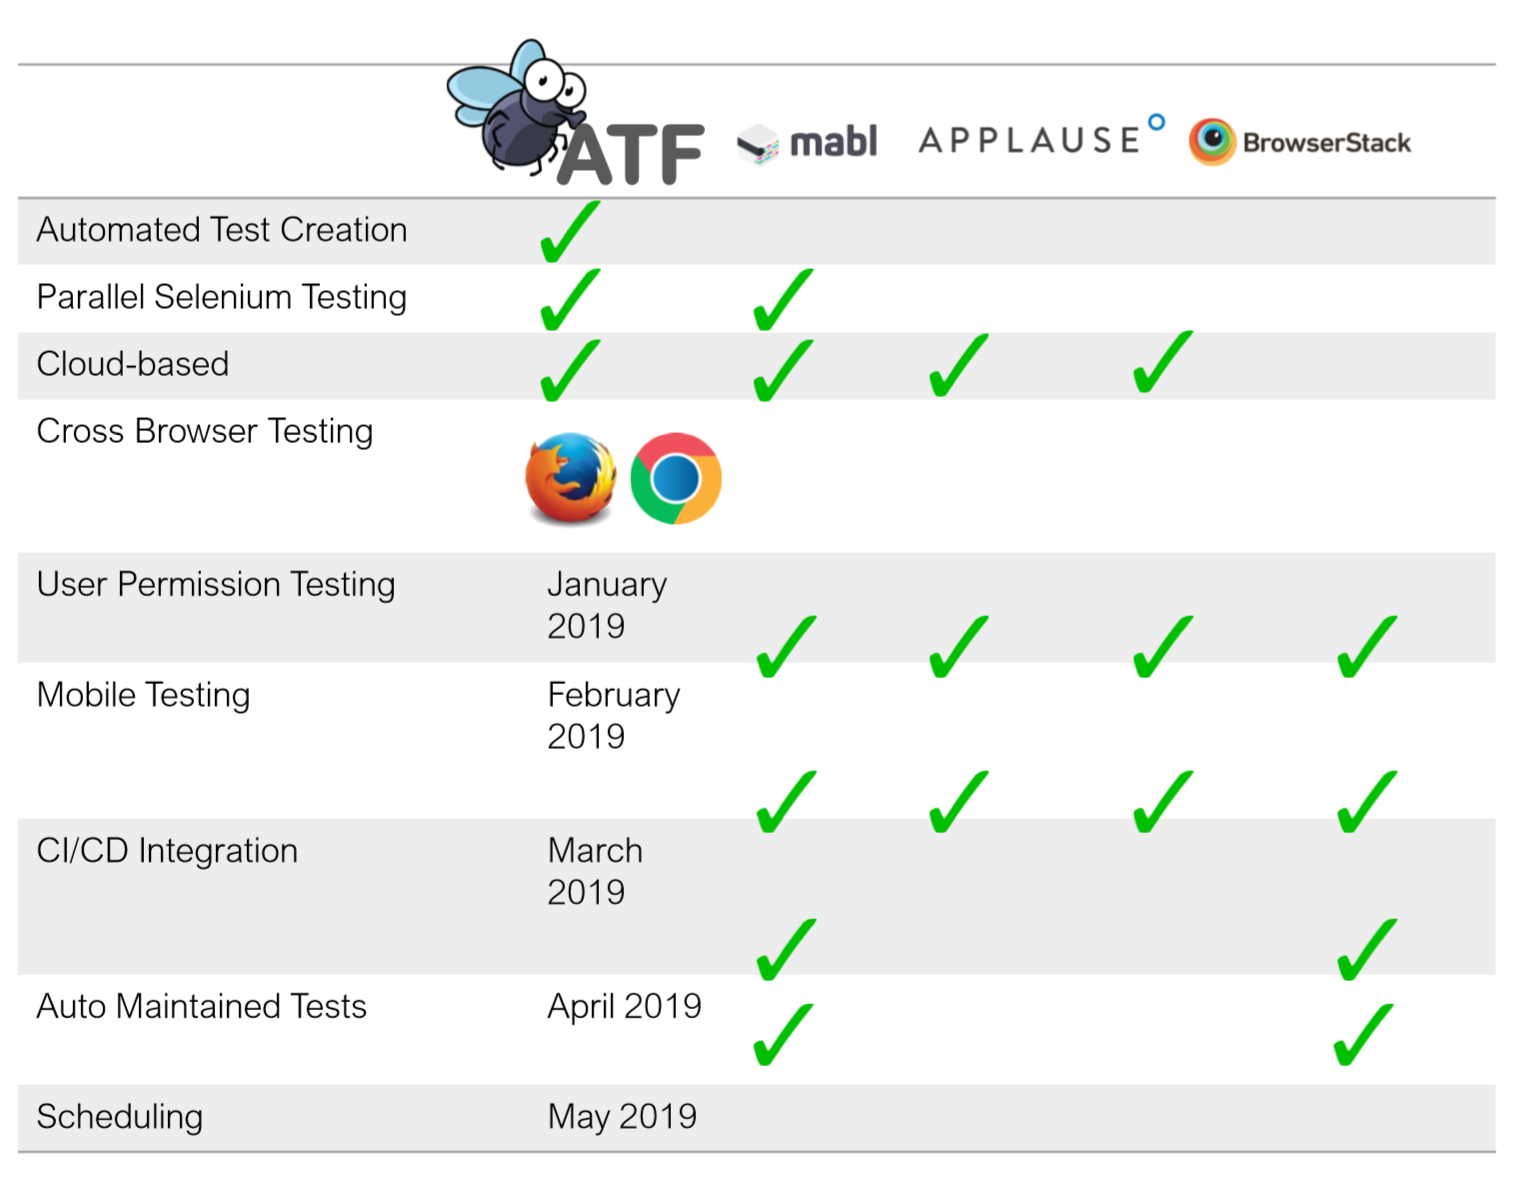 ATF mabl APPLAUSE BrowserStack
Automated Test Creation
Parallel Selenium Testing
Cloud-based
Cross Browser Testing
User Permission Testing January
2019
Mobile Testing February
2019
CI/CD Integration March
2019
Auto Maintained Tests April 2019
Scheduling May 2019